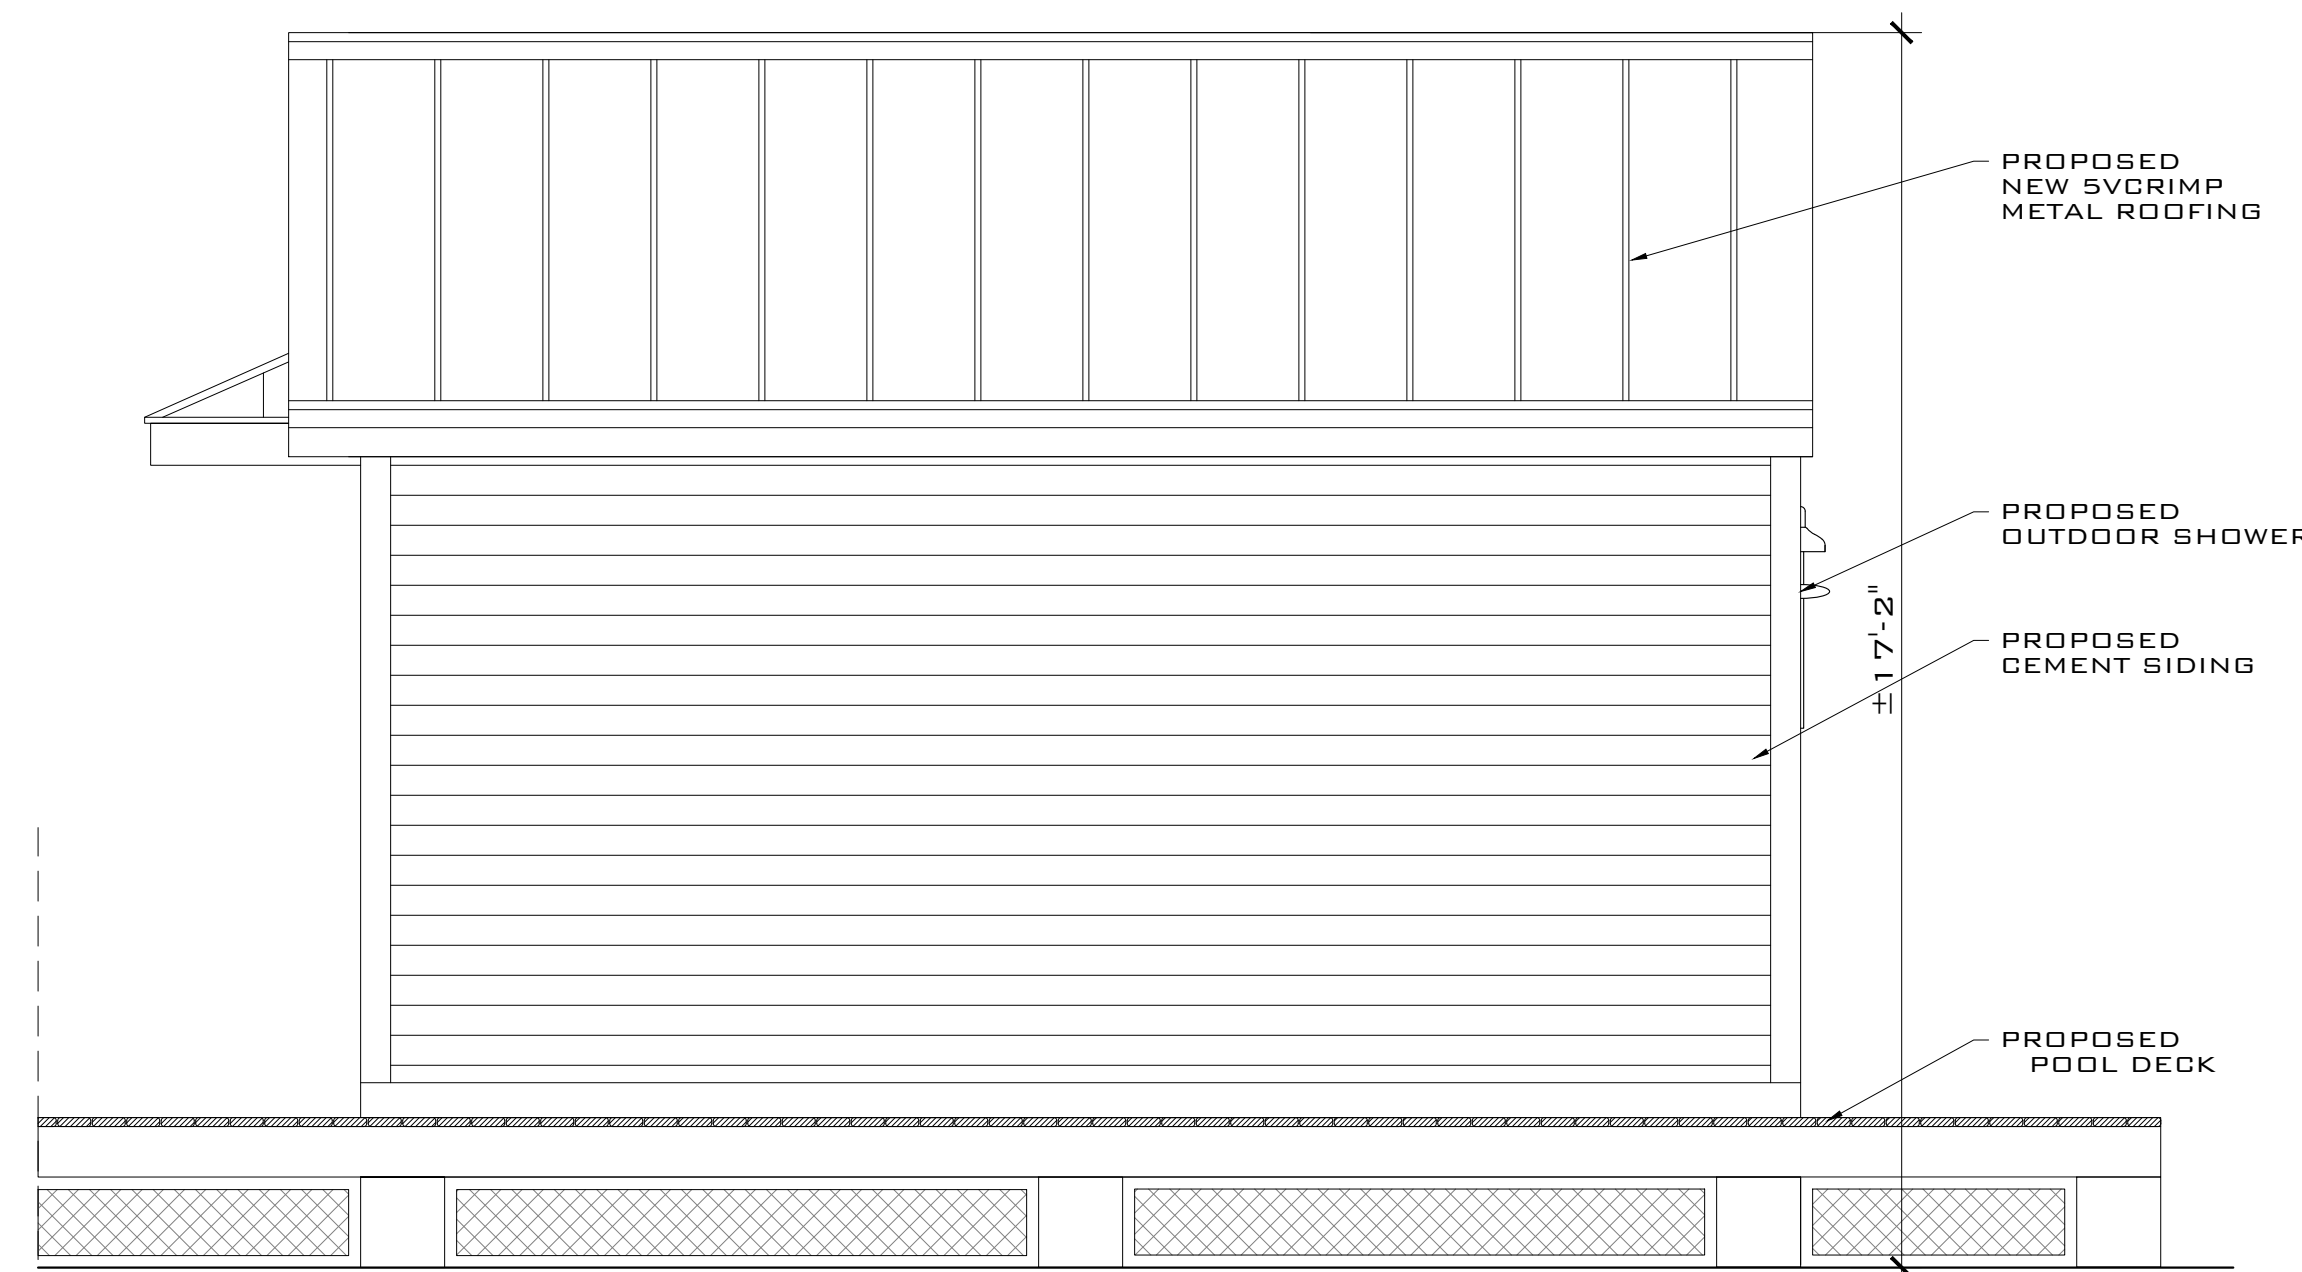 PROPOSED
NEW 5VCRIMP
METAL ROOFING
PROPOSED
OUTDOOR SHOWER
±17'-2"
PROPOSED
CEMENT SIDING
PROPOSED
POOL DECK